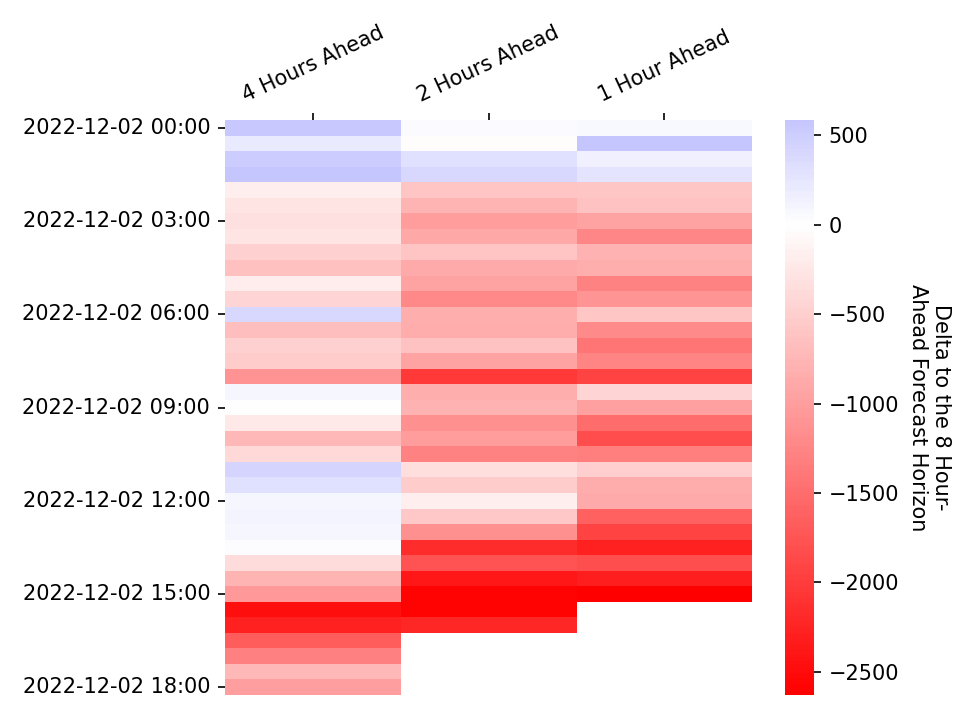 4 Hours Ahead
2 Hours Ahead
1 Hour Ahead
2022-12-02 00:00
2022-12-02 03:00
2022-12-02 06:00
2022-12-02 09:00
2022-12-02 12:00
2022-12-02 15:00
2022-12-02 18:00
500
0
−500
−1000
−1500
−2000
−2500
Delta to the 8 Hour-
Ahead Forecast Horizon